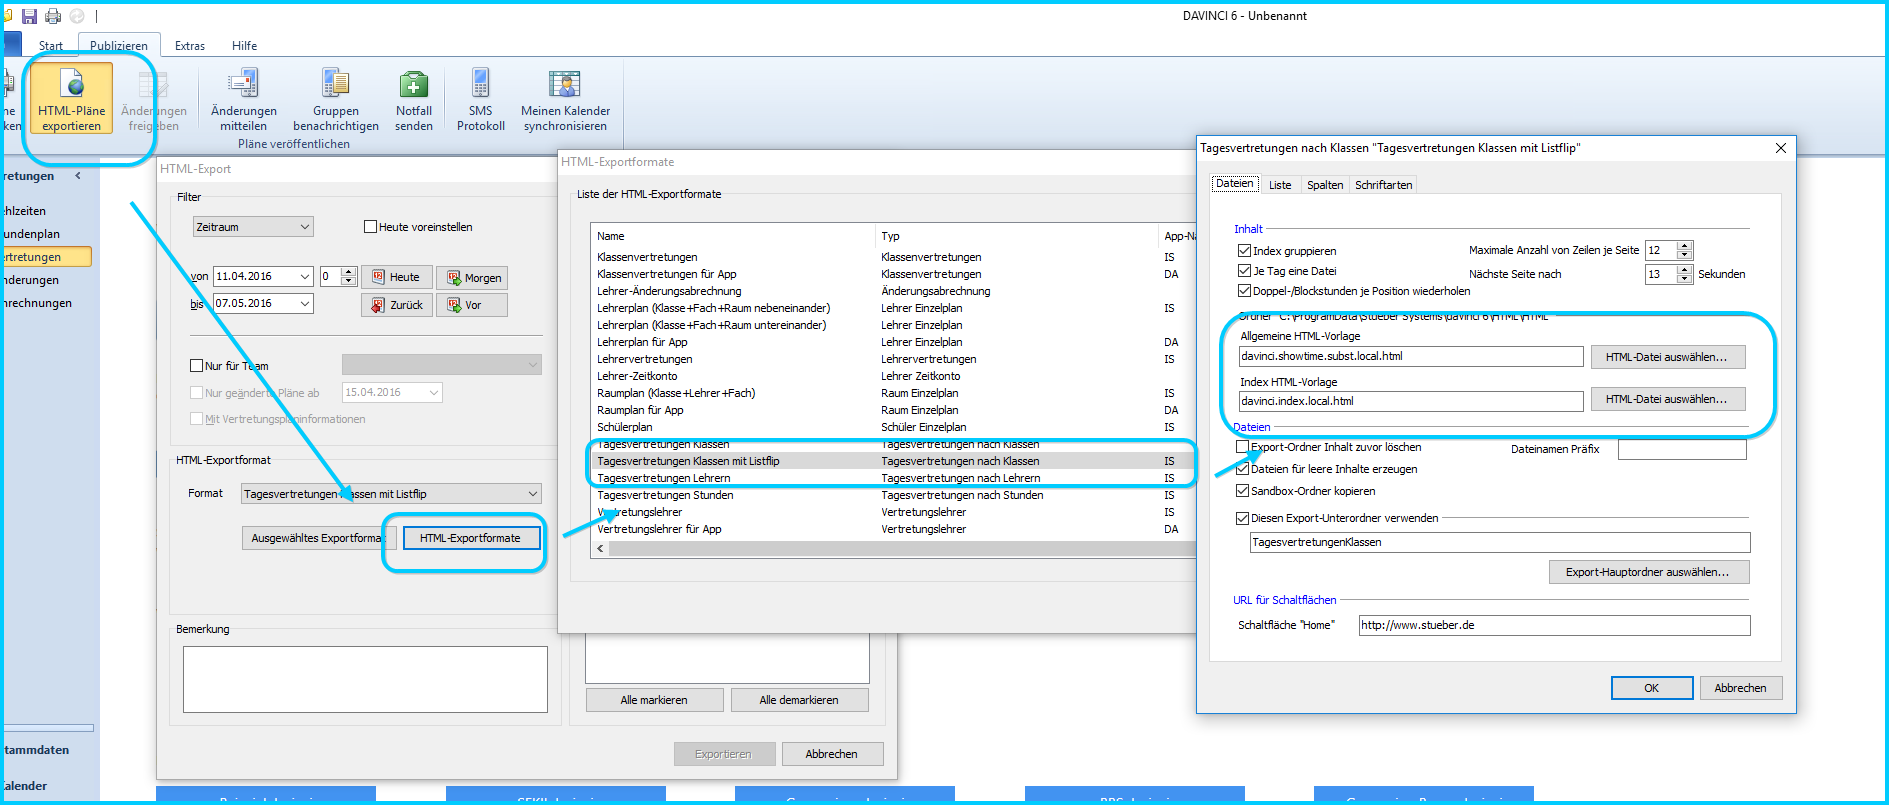 DAVINCI 6 - Unbenannt
Start Publizieren Extras Hilfe
HTML-Pläne exportieren
Änderungen freigeben
Änderungen mitteilen
Gruppen benachrichtigen
Notfall senden
SMS Protokoll
Meinen Kalender synchronisieren
Pläne veröffentlichen
retungen
ehlzeiten
undenplan
ertretungen
nderungen
nrechnungen
tammdaten
alender
HTML-Export
Filter
Zeitraum
Heute voreinstellen
von 11.04.2016 0 Heute Morgen
bis 07.05.2016 Zurück Vor
Nur für Team
Nur geänderte Pläne ab 15.04.2016
Mit Vertretungsplaninformationen
HTML-Exportformat
Format Tagesvertretungen Klassen mit Listflip
Ausgewähltes Exportformat HTML-Exportformate
Bemerkung
Alle markieren Alle demarkieren
Exportieren Abbrechen
HTML-Exportformate
Liste der HTML-Exportformate
Name Typ App-Na
Klassenvertretungen Klassenvertretungen IS
Klassenvertretungen für App Klassenvertretungen DA
Lehrer-Änderungsabrechnung Änderungsabrechnung
Lehrerplan (Klasse+Fach+Raum nebeneinander) Lehrer Einzelplan IS
Lehrerplan (Klasse+Fach+Raum untereinander) Lehrer Einzelplan
Lehrerplan für App Lehrer Einzelplan DA
Lehrervertretungen Lehrervertretungen IS
Lehrer-Zeitkonto Lehrer Zeitkonto
Raumplan (Klasse+Lehrer+Fach) Raum Einzelplan IS
Raumplan für App Raum Einzelplan DA
Schülerplan Schüler Einzelplan IS
Tagesvertretungen Klassen Tagesvertretungen nach Klassen IS
Tagesvertretungen Klassen mit Listflip Tagesvertretungen nach Klassen IS
Tagesvertretungen Lehrern Tagesvertretungen nach Lehrern IS
Tagesvertretungen Stunden Tagesvertretungen nach Stunden IS
Vertretungslehrer Vertretungslehrer IS
Vertretungslehrer für App Vertretungslehrer DA
Tagesvertretungen nach Klassen "Tagesvertretungen Klassen mit Listflip"
Dateien Liste Spalten Schriftarten
Inhalt
Index gruppieren Maximale Anzahl von Zeilen je Seite 12
Je Tag eine Datei Nächste Seite nach 13 Sekunden
Doppel-/Blockstunden je Position wiederholen
Ordner "C:\ProgramData\Stueber Systems\davinci 6\HTML\HTML"
Allgemeine HTML-Vorlage
davinci.showtime.subst.local.html HTML-Datei auswählen...
Index HTML-Vorlage
davinci.index.local.html HTML-Datei auswählen...
Dateien
Export-Ordner Inhalt zuvor löschen Dateinamen Präfix
Dateien für leere Inhalte erzeugen
Sandbox-Ordner kopieren
Diesen Export-Unterordner verwenden
TagesvertretungenKlassen
Export-Hauptordner auswählen...
URL für Schaltflächen
Schaltfläche "Home" http://www.stueber.de
OK Abbrechen